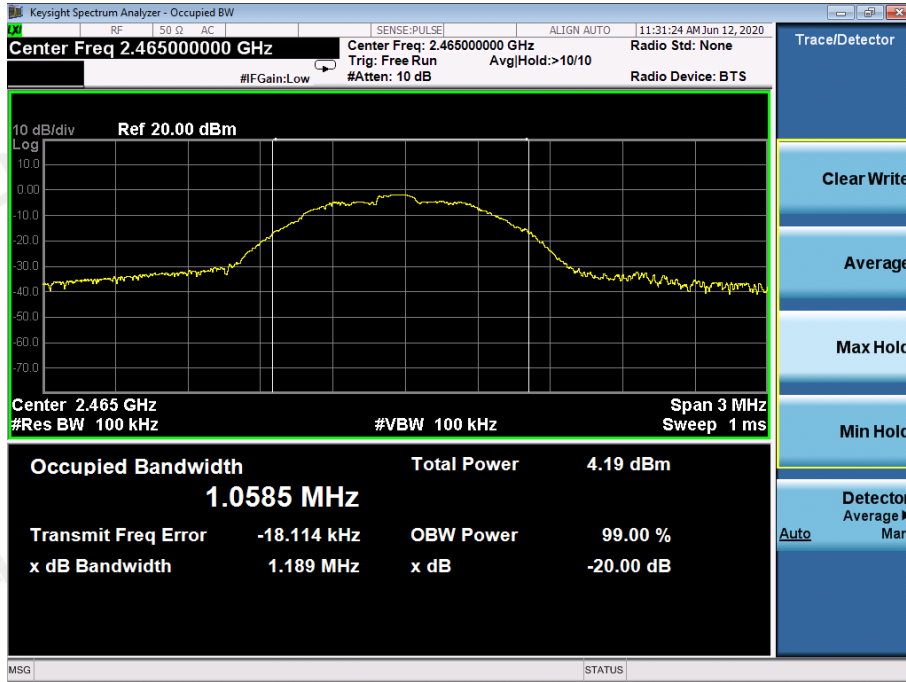 Keysight Spectrum Analyzer - Occupied BW
LXI RF 50 Ω AC SENSE:PULSE ALIGN AUTO 11:31:24 AM Jun 12, 2020
Center Freq 2.465000000 GHz
Center Freq: 2.465000000 GHz
Radio Std: None
Trig: Free Run Avg|Hold:>10/10
#IFGain:Low
#Atten: 10 dB
Radio Device: BTS
10 dB/div Ref 20.00 dBm
Log
10.0
0.00
-10.0
-20.0
-30.0
-40.0
-50.0
-60.0
-70.0
Center 2.465 GHz Span 3 MHz
#Res BW 100 kHz #VBW 100 kHz Sweep 1 ms
Occupied Bandwidth Total Power 4.19 dBm
1.0585 MHz
Transmit Freq Error -18.114 kHz OBW Power 99.00 %
x dB Bandwidth 1.189 MHz x dB -20.00 dB
MSG STATUS
Trace/Detector
Clear Write
Average
Max Hold
Min Hold
Detector
Average
Auto Man